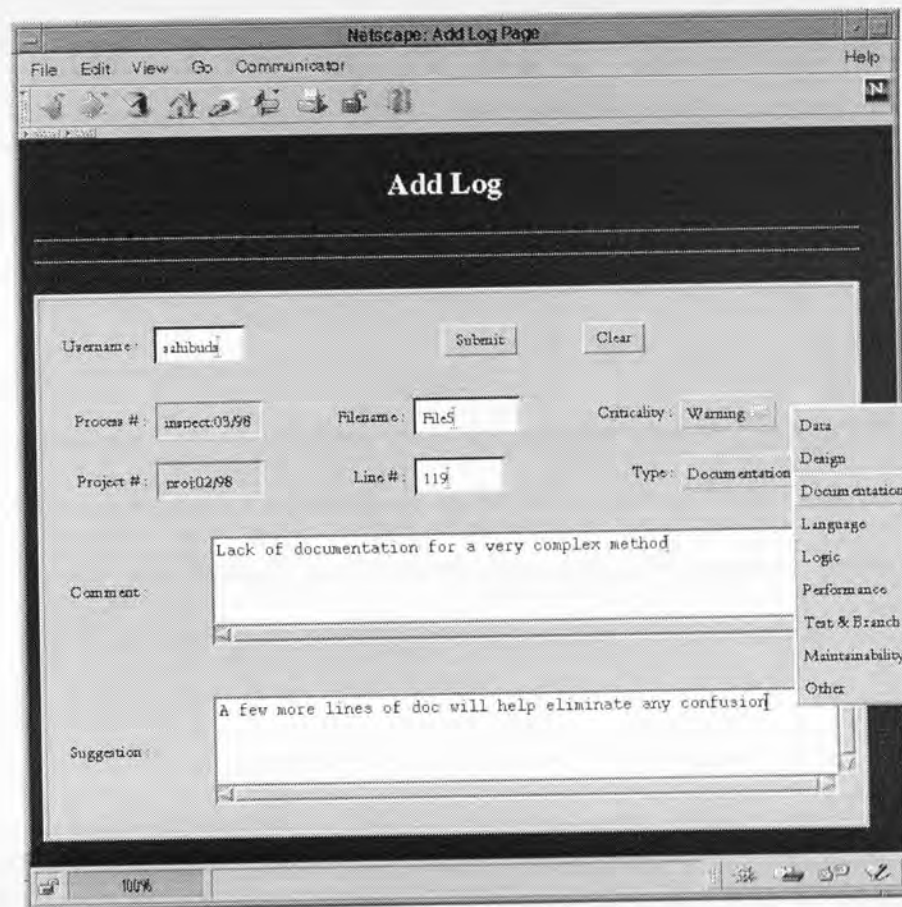 Netscape: Add Log Page
File Edit View Go Communicator Help
N
Add Log
Username : sahibuda Submit Clear
Process # : inspect:03/98 Filename : File5 Criticality : Warning
Project # : proj:02/98 Line # : 119 Type : Documentation
Data
Design
Documentation
Language
Logic
Performance
Test & Branch
Maintainability
Other
Comment :
Lack of documentation for a very complex method
Suggestion :
A few more lines of doc will help eliminate any confusion
100%